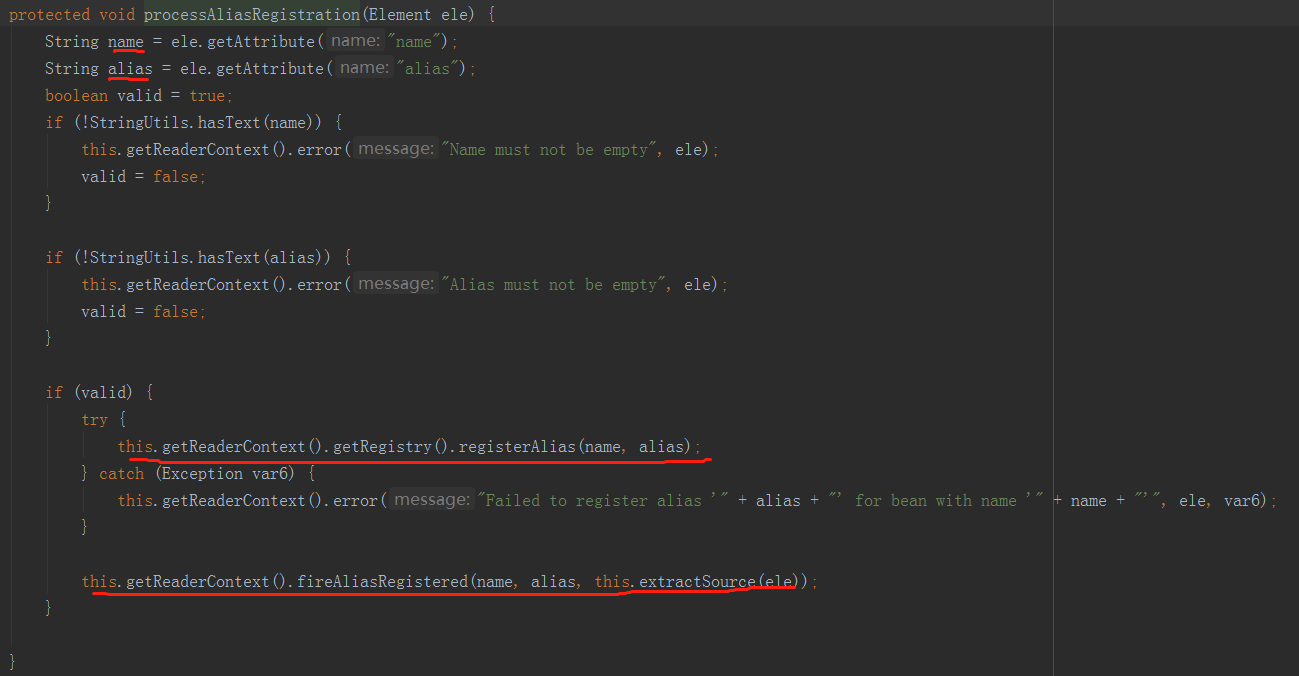 protected void processAliasRegistration(Element ele) {
String name = ele.getAttribute( name: "name");
String alias = ele.getAttribute( name: "alias");
boolean valid = true;
if (!StringUtils.hasText(name)) {
this.getReaderContext().error( message: "Name must not be empty", ele);
valid = false;
}
if (!StringUtils.hasText(alias)) {
this.getReaderContext().error( message: "Alias must not be empty", ele);
valid = false;
}
if (valid) {
try {
this.getReaderContext().getRegistry().registerAlias(name, alias);
} catch (Exception var6) {
this.getReaderContext().error( message: "Failed to register alias '" + alias + "' for bean with name '" + name + "'", ele, var6);
}
this.getReaderContext().fireAliasRegistered(name, alias, this.extractSource(ele));
}
}